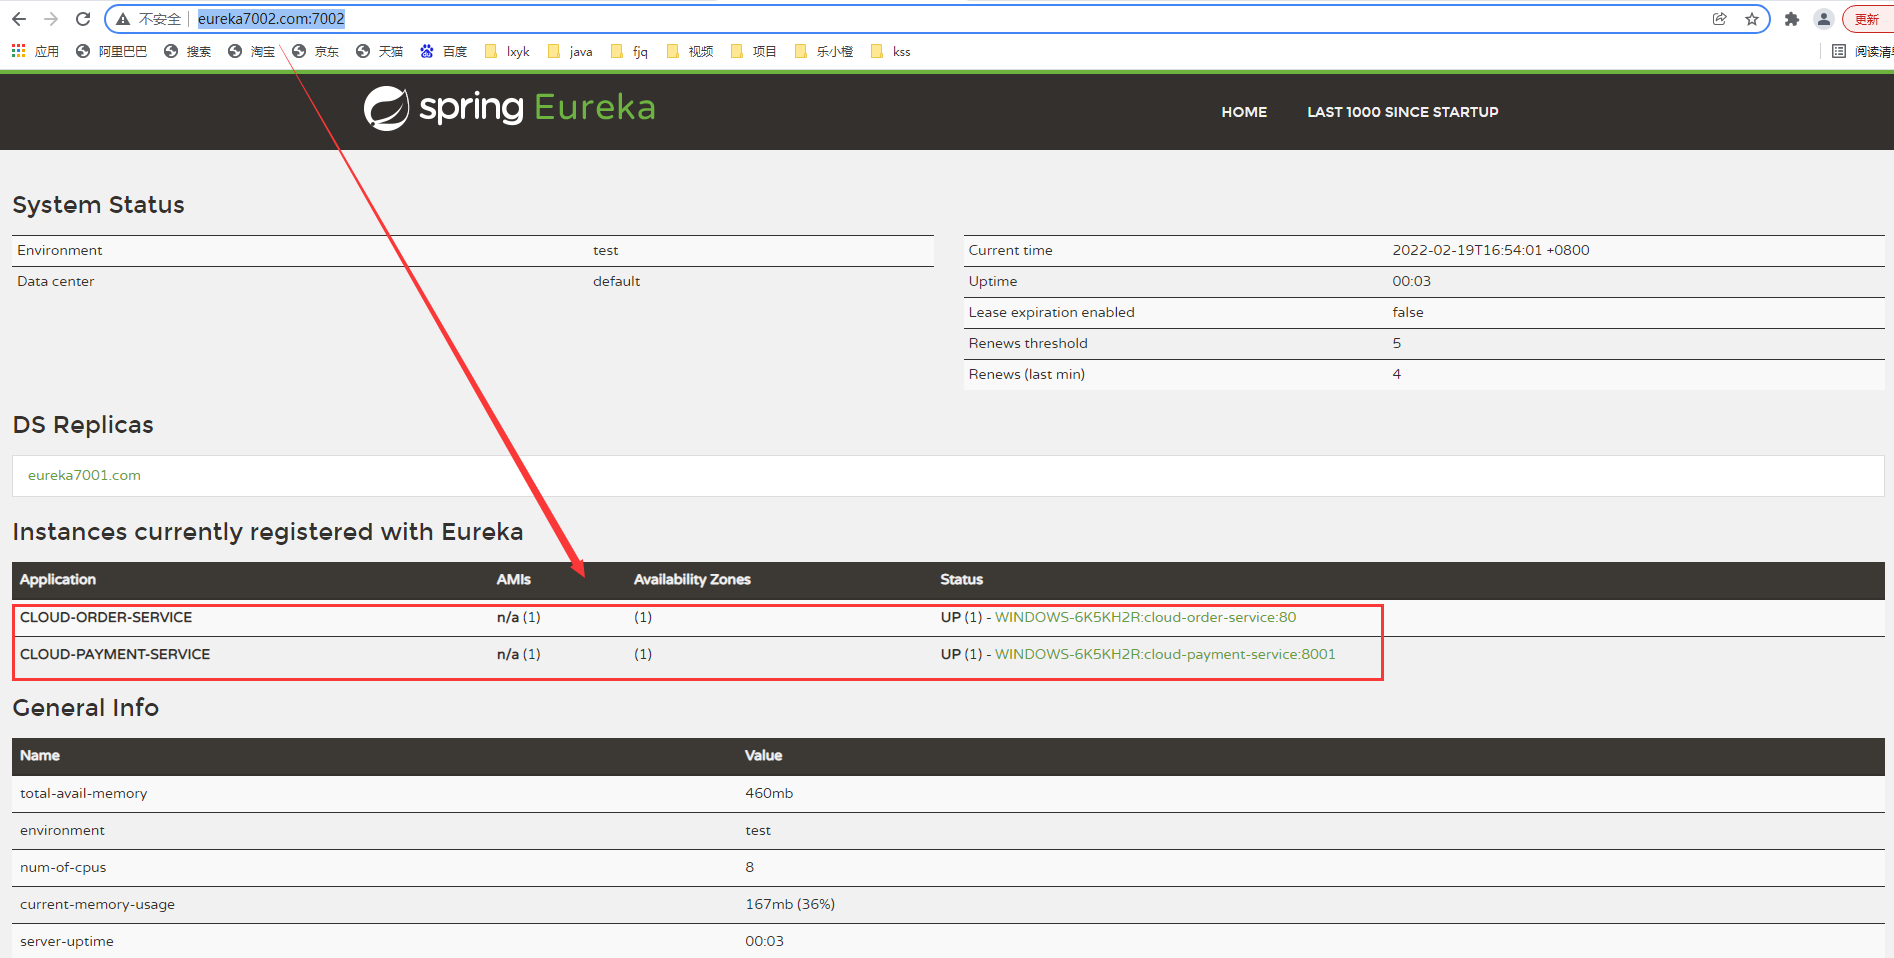 不安全 eureka7002.com:7002 更新
应用 阿里巴巴 搜索 淘宝 京东 天猫 百度 lxyk java fjq 视频 项目 乐小橙 kss 阅读清单
spring Eureka HOME LAST 1000 SINCE STARTUP
System Status
Environment test Current time 2022-02-19T16:54:01 +0800
Data center default Uptime 00:03
Lease expiration enabled false
Renews threshold 5
Renews (last min) 4
DS Replicas
eureka7001.com
Instances currently registered with Eureka
Application AMIs Availability Zones Status
CLOUD-ORDER-SERVICE n/a (1) (1) UP (1) - WINDOWS-6K5KH2R:cloud-order-service:80
CLOUD-PAYMENT-SERVICE n/a (1) (1) UP (1) - WINDOWS-6K5KH2R:cloud-payment-service:8001
General Info
Name Value
total-avail-memory 460mb
environment test
num-of-cpus 8
current-memory-usage 167mb (36%)
server-uptime 00:03